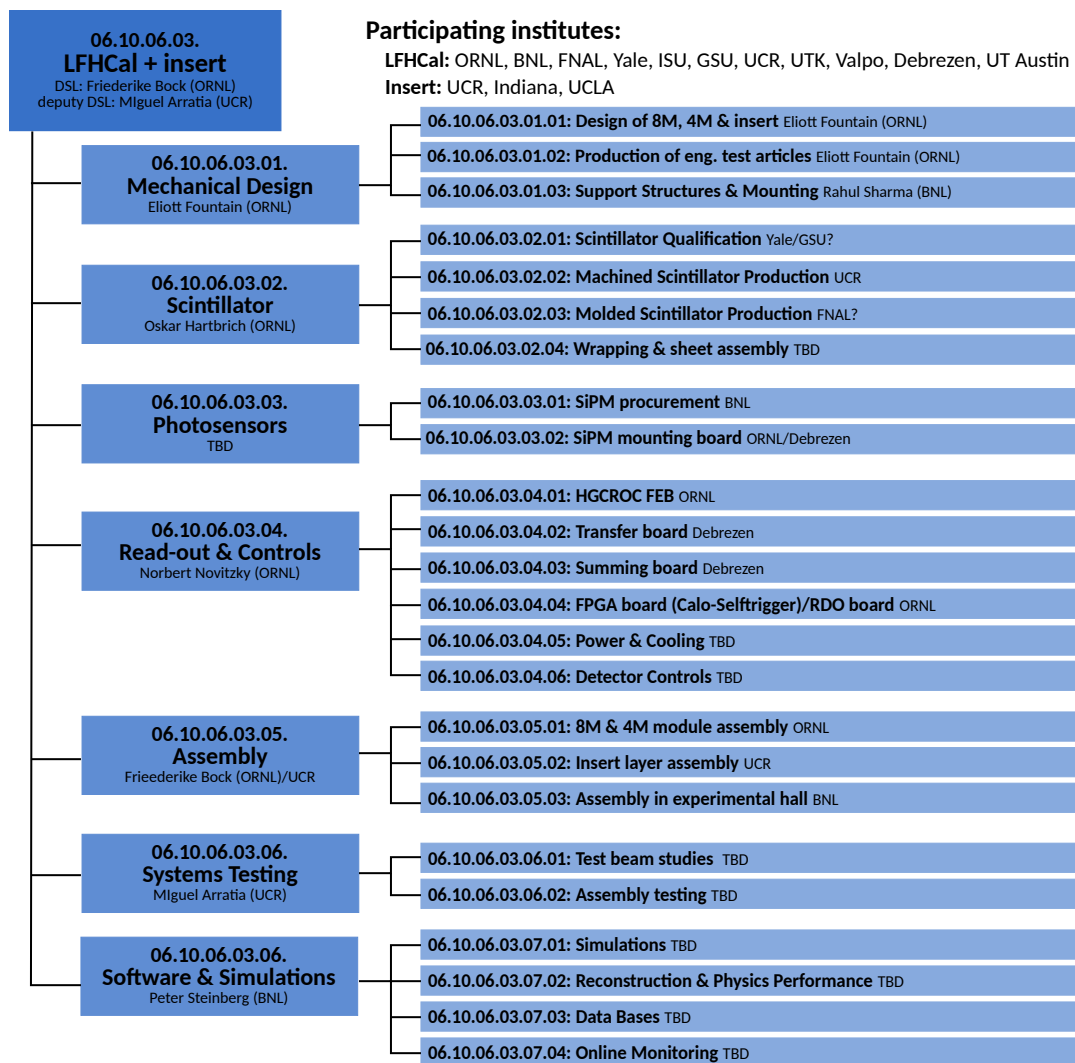 06.10.06.03.
LFHCal + insert
DSL: Friederike Bock (ORNL)
deputy DSL: MIguel Arratia (UCR)
Participating institutes:
LFHCal: ORNL, BNL, FNAL, Yale, ISU, GSU, UCR, UTK, Valpo, Debrezen, UT Austin
Insert: UCR, Indiana, UCLA
06.10.06.03.01.
Mechanical Design
Eliott Fountain (ORNL)
06.10.06.03.01.01: Design of 8M, 4M & insert Eliott Fountain (ORNL)
06.10.06.03.01.02: Production of eng. test articles Eliott Fountain (ORNL)
06.10.06.03.01.03: Support Structures & Mounting Rahul Sharma (BNL)
06.10.06.03.02.
Scintillator
Oskar Hartbrich (ORNL)
06.10.06.03.02.01: Scintillator Qualification Yale/GSU?
06.10.06.03.02.02: Machined Scintillator Production UCR
06.10.06.03.02.03: Molded Scintillator Production FNAL?
06.10.06.03.02.04: Wrapping & sheet assembly TBD
06.10.06.03.03.
Photosensors
TBD
06.10.06.03.03.01: SiPM procurement BNL
06.10.06.03.03.02: SiPM mounting board ORNL/Debrezen
06.10.06.03.04.
Read-out & Controls
Norbert Novitzky (ORNL)
06.10.06.03.04.01: HGCROC FEB ORNL
06.10.06.03.04.02: Transfer board Debrezen
06.10.06.03.04.03: Summing board Debrezen
06.10.06.03.04.04: FPGA board (Calo-Selftrigger)/RDO board ORNL
06.10.06.03.04.05: Power & Cooling TBD
06.10.06.03.04.06: Detector Controls TBD
06.10.06.03.05.
Assembly
Frieederike Bock (ORNL)/UCR
06.10.06.03.05.01: 8M & 4M module assembly ORNL
06.10.06.03.05.02: Insert layer assembly UCR
06.10.06.03.05.03: Assembly in experimental hall BNL
06.10.06.03.06.
Systems Testing
MIguel Arratia (UCR)
06.10.06.03.06.01: Test beam studies TBD
06.10.06.03.06.02: Assembly testing TBD
06.10.06.03.06.
Software & Simulations
Peter Steinberg (BNL)
06.10.06.03.07.01: Simulations TBD
06.10.06.03.07.02: Reconstruction & Physics Performance TBD
06.10.06.03.07.03: Data Bases TBD
06.10.06.03.07.04: Online Monitoring TBD